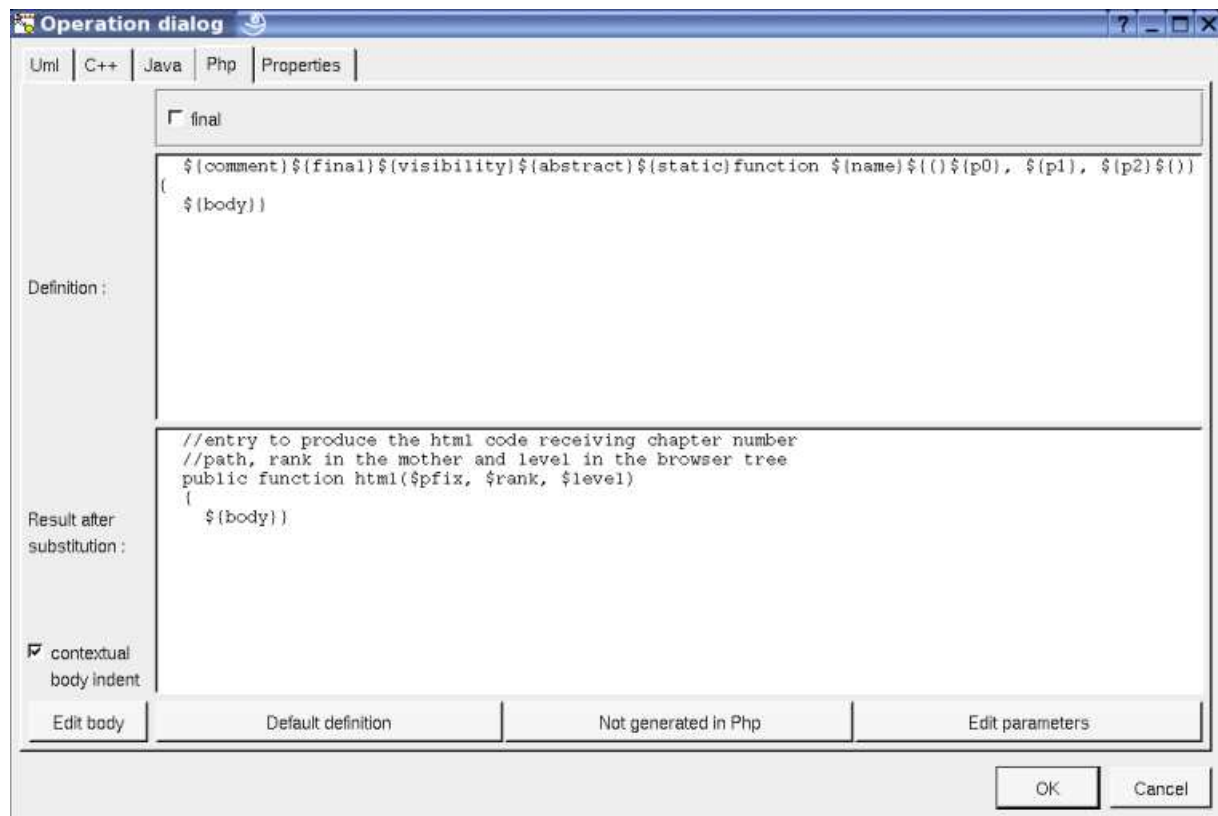 Operation dialog
Uml C++ Java Php Properties
final
Definition :
${comment}${final}${visibility}${abstract}${static}function ${name}${(}${p0}, ${p1}, ${p2}${)}
{
${body}}
Result after
substitution :
//entry to produce the html code receiving chapter number
//path, rank in the mother and level in the browser tree
public function html($pfix, $rank, $level)
{
${body}}
contextual
body indent
Edit body Default definition Not generated in Php Edit parameters
OK Cancel